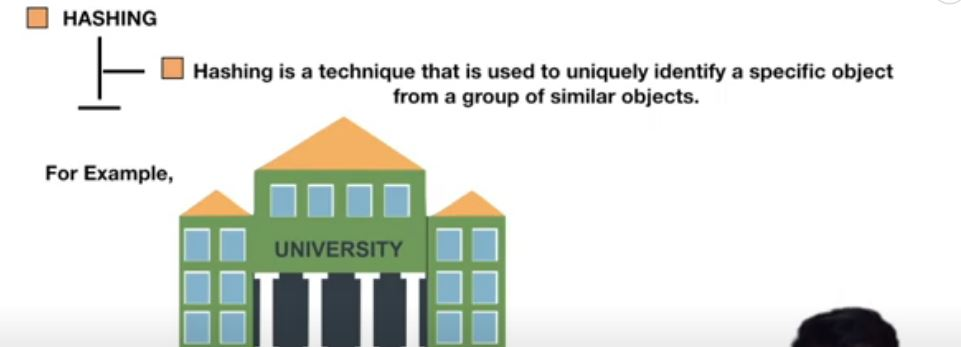 HASHING
Hashing is a technique that is used to uniquely identify a specific object
from a group of similar objects.
For Example,
UNIVERSITY